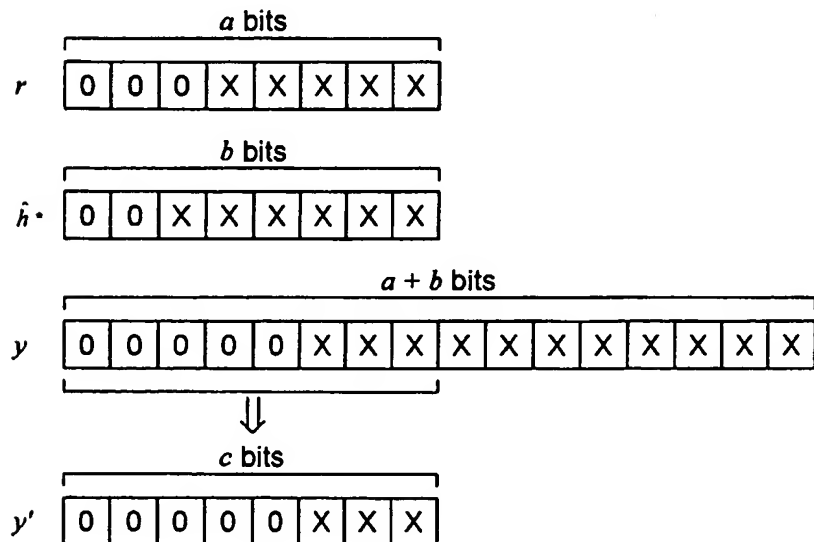 a bits
r 0 0 0 X X X X X
b bits
ĥ* 0 0 X X X X X X
a + b bits
y 0 0 0 0 0 X X X X X X X X X X X
c bits
y' 0 0 0 0 0 X X X